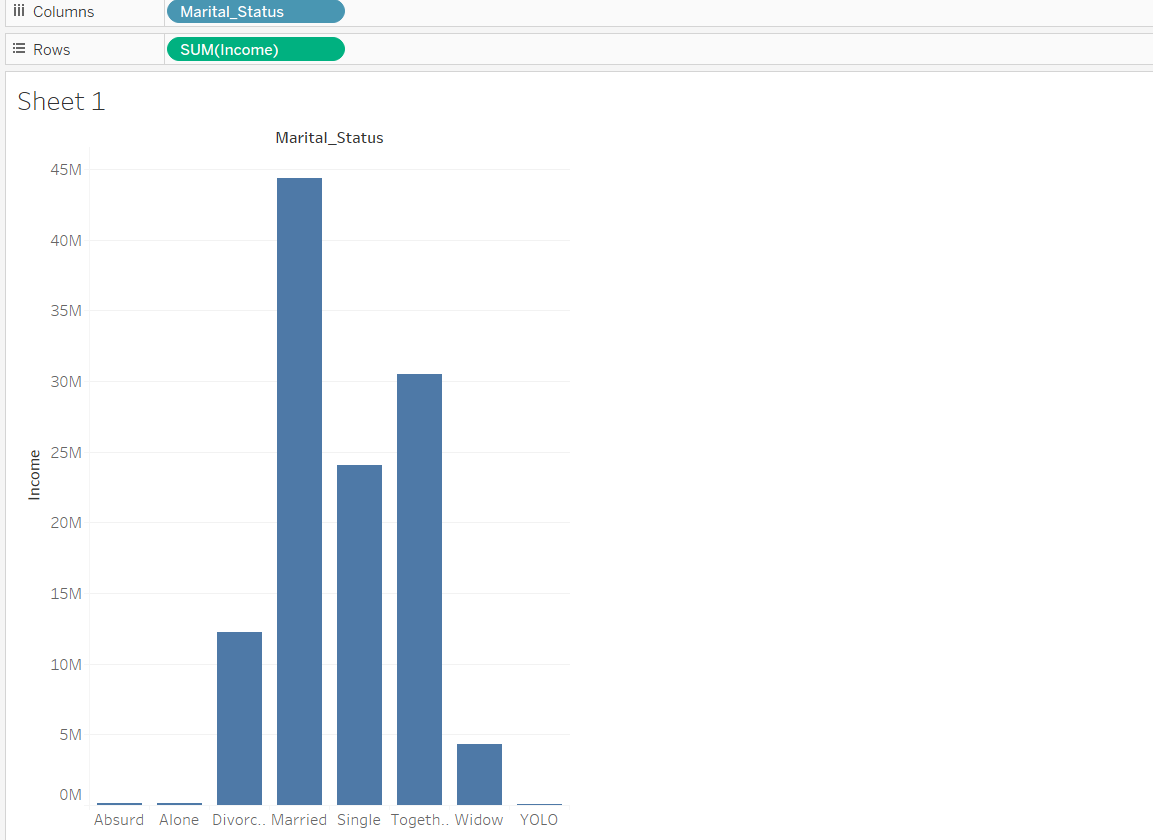 Columns Marital_Status
Rows SUM(Income)
Sheet 1
Marital_Status
45M
40M
35M
30M
25M
20M
15M
10M
5M
0M
Income
Absurd Alone Divorc.. Married Single Togeth.. Widow YOLO